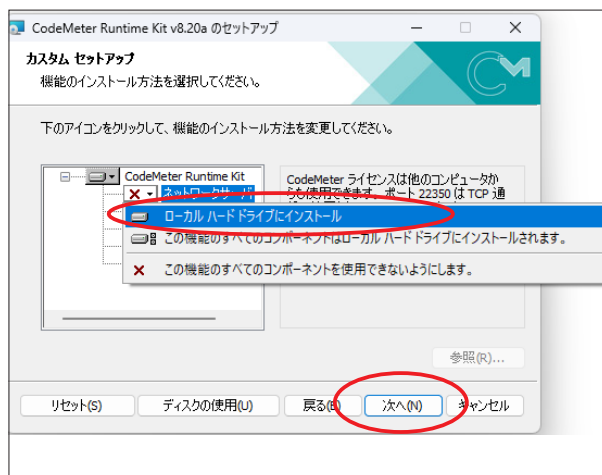 CodeMeter Runtime Kit v8.20a のセットアップ
カスタム セットアップ
機能のインストール方法を選択してください。
下のアイコンをクリックして、機能のインストール方法を変更してください。
CodeMeter Runtime Kit
ネットワークサーバ
CodeMeter ライセンスは他のコンピュータか
らも使用できます。ポート 22350 は TCP 通
ローカル ハード ドライブにインストール
この機能のすべてのコンポーネントはローカル ハード ドライブにインストールされます。
この機能のすべてのコンポーネントを使用できないようにします。
参照(R)...
リセット(S)
ディスクの使用(U)
戻る(B)
次へ(N)
キャンセル